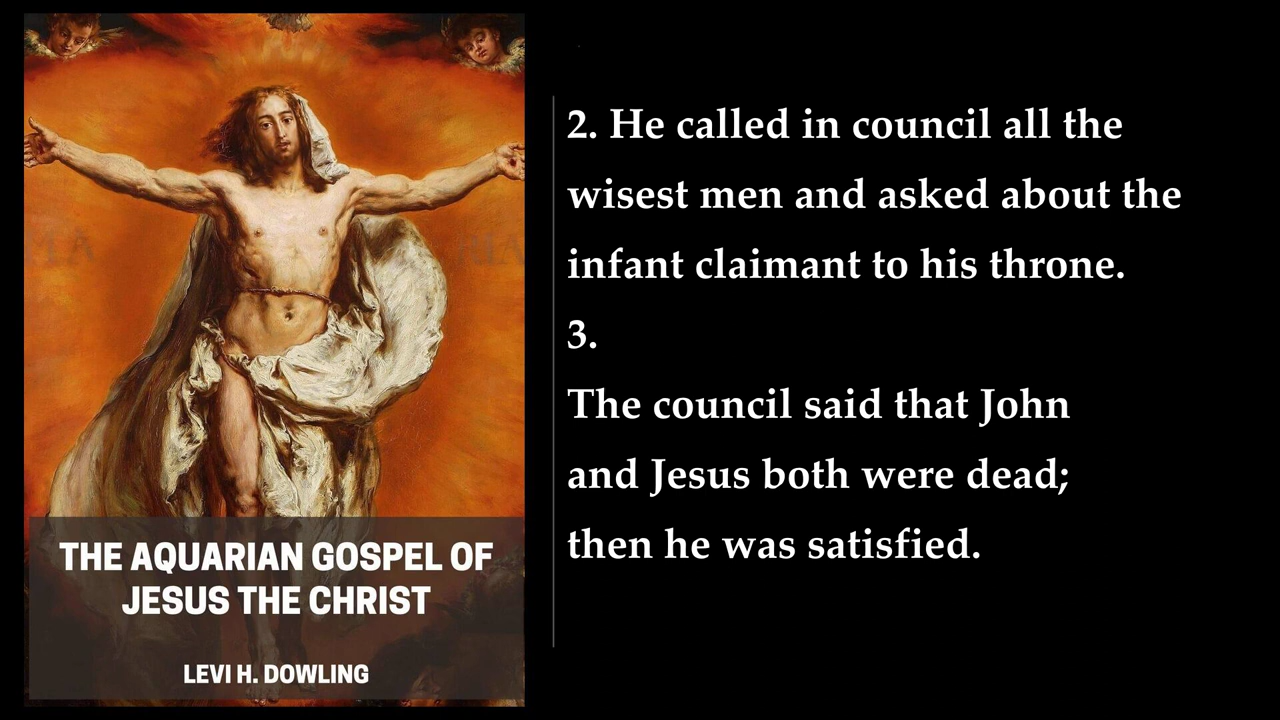 THE AQUARIAN GOSPEL OF
JESUS THE CHRIST
LEVI H. DOWLING
2. He called in council all the
wisest men and asked about the
infant claimant to his throne.
3.
The council said that John
and Jesus both were dead;
then he was satisfied.